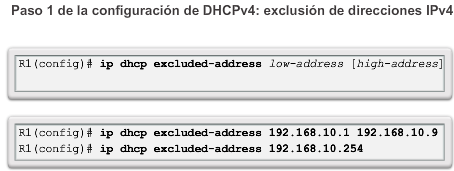 Paso 1 de la configuración de DHCPv4: exclusión de direcciones IPv4
R1(config)# ip dhcp excluded-address low-address [high-address]
R1(config)# ip dhcp excluded-address 192.168.10.1 192.168.10.9
R1(config)# ip dhcp excluded-address 192.168.10.254